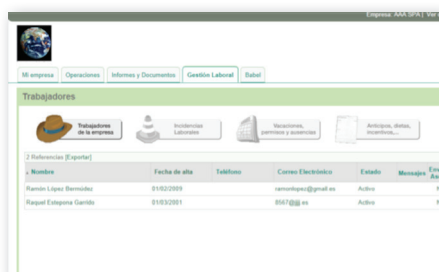 Empresa: AAA SPA | Ver
Mi empresa Operaciones Informes y Documentos Gestión Laboral Babel
Trabajadores
Trabajadores de la empresa
Incidencias Laborales
Vacaciones, permisos y ausencias
Anticipos, dietas, incentivos,...
2 Referencias [Exportar]
Nombre Fecha de alta Teléfono Correo Electrónico Estado Mensajes
Ramón López Bermúdez 01/02/2009 ramonlopez@gmail.es Activo
Raquel Estepona Garrido 01/03/2001 Activo